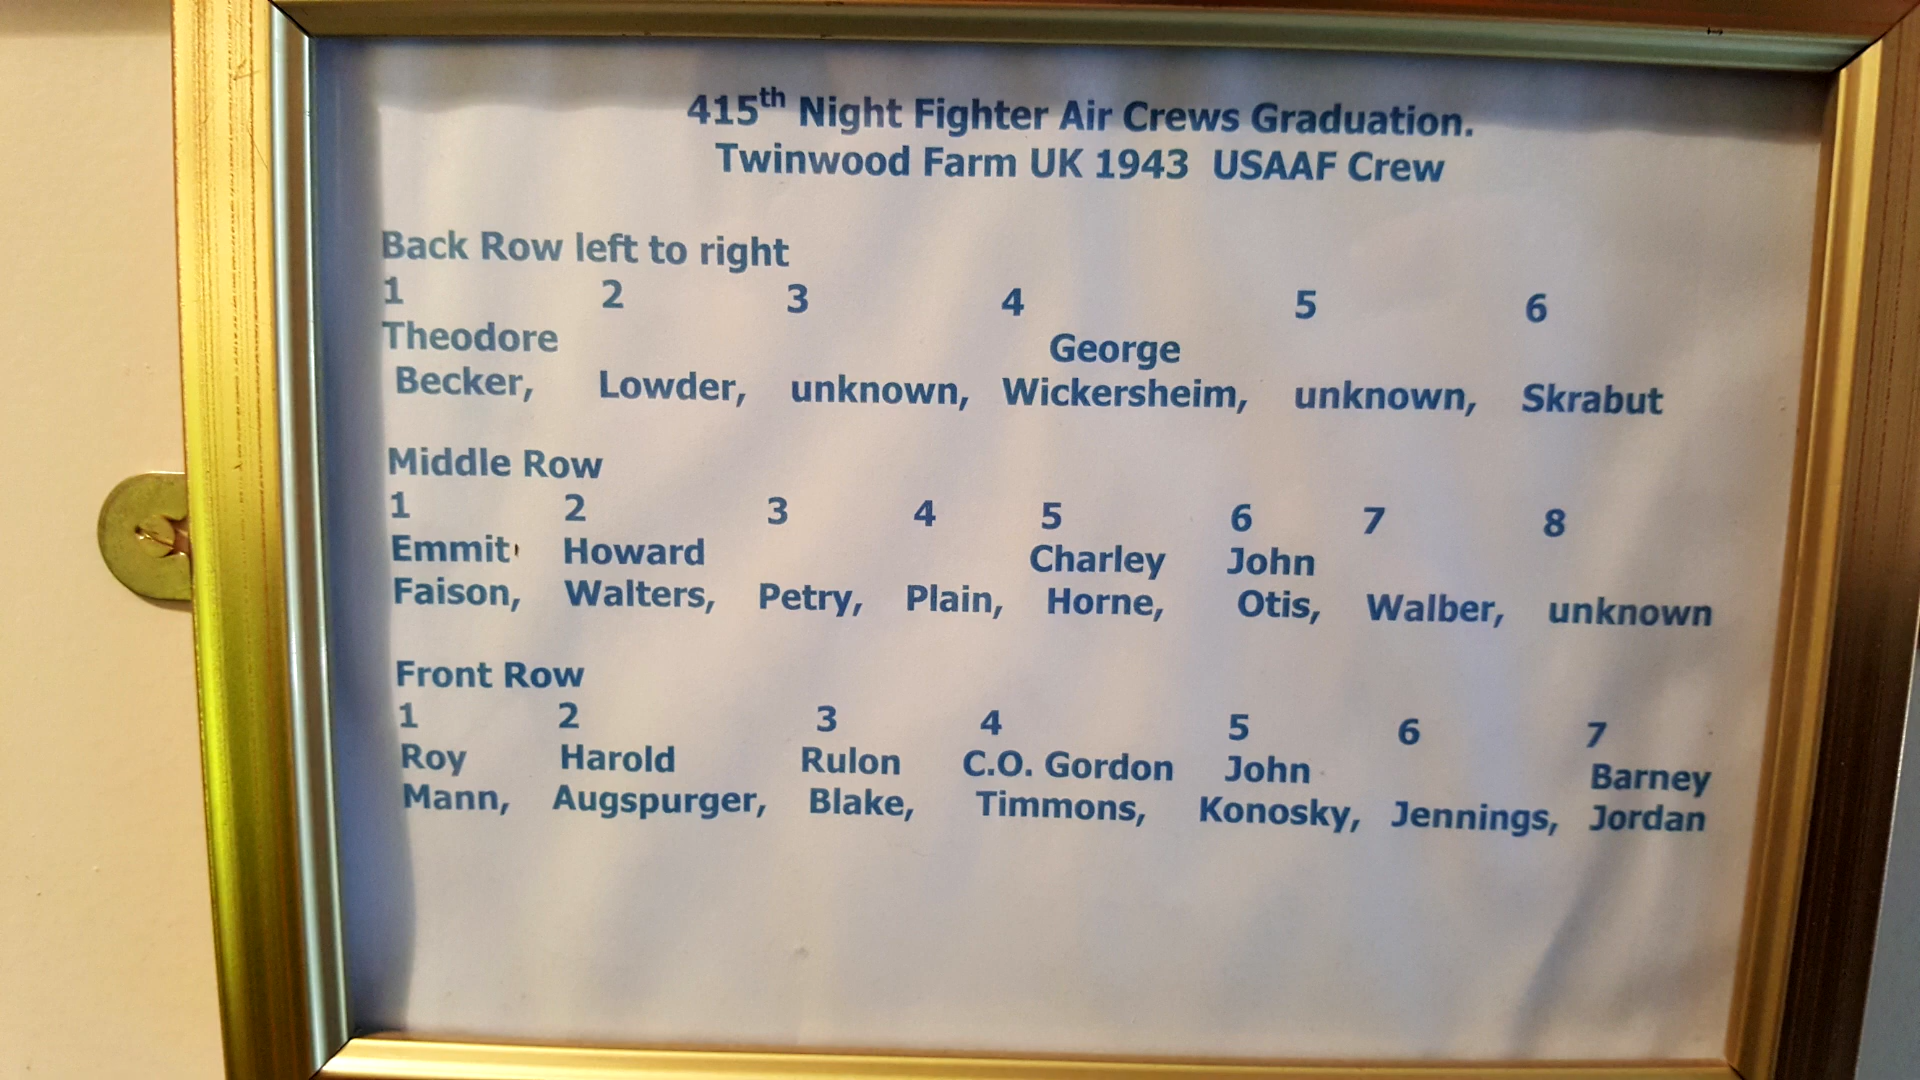 415th Night Fighter Air Crews Graduation.
Twinwood Farm UK 1943 USAAF Crew
Back Row left to right
1 2 3 4 5 6
Theodore George
Becker, Lowder, unknown, Wickersheim, unknown, Skrabut
Middle Row
1 2 3 4 5 6 7 8
Emmit Howard Charley John
Faison, Walters, Petry, Plain, Horne, Otis, Walber, unknown
Front Row
1 2 3 4 5 6 7
Roy Harold Rulon C.O. Gordon John Barney
Mann, Augspurger, Blake, Timmons, Konosky, Jennings, Jordan